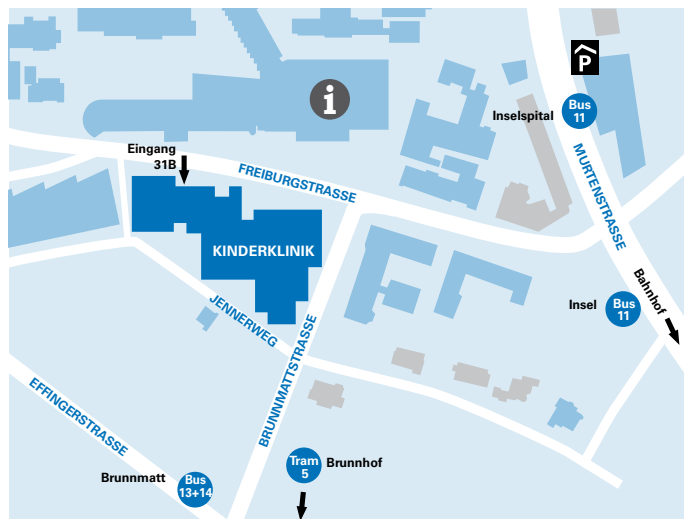 P
i
Inselspital
Bus
11
Eingang
31B
FREIBURGSTRASSE
MURTENSTRASSE
KINDERKLINIK
Bahnhof
Insel
Bus
11
JENNERWEG
BRUNNMATTSTRASSE
EFFINGERSTRASSE
Brunnmatt
Bus
13+14
Tram
5
Brunnhof